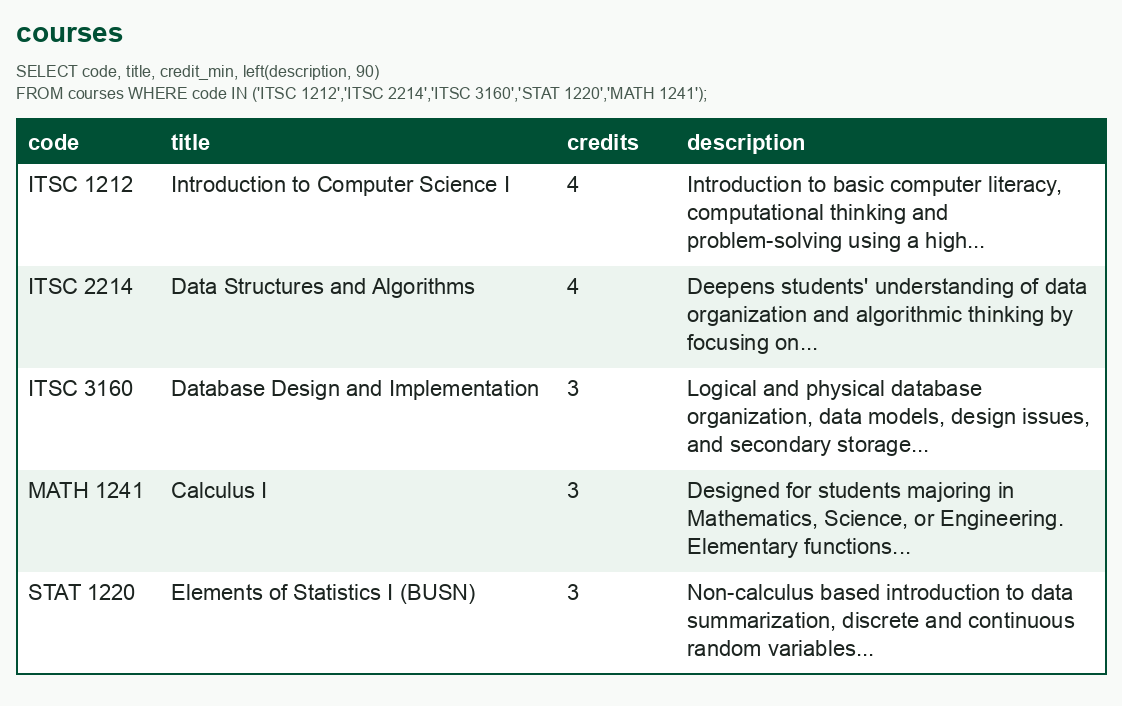 courses
SELECT code, title, credit_min, left(description, 90)
FROM courses WHERE code IN ('ITSC 1212','ITSC 2214','ITSC 3160','STAT 1220','MATH 1241');
code title credits description
ITSC 1212 Introduction to Computer Science I 4 Introduction to basic computer literacy,
computational thinking and
problem-solving using a high...
ITSC 2214 Data Structures and Algorithms 4 Deepens students' understanding of data
organization and algorithmic thinking by
focusing on...
ITSC 3160 Database Design and Implementation 3 Logical and physical database
organization, data models, design issues,
and secondary storage...
MATH 1241 Calculus I 3 Designed for students majoring in
Mathematics, Science, or Engineering.
Elementary functions...
STAT 1220 Elements of Statistics I (BUSN) 3 Non-calculus based introduction to data
summarization, discrete and continuous
random variables...